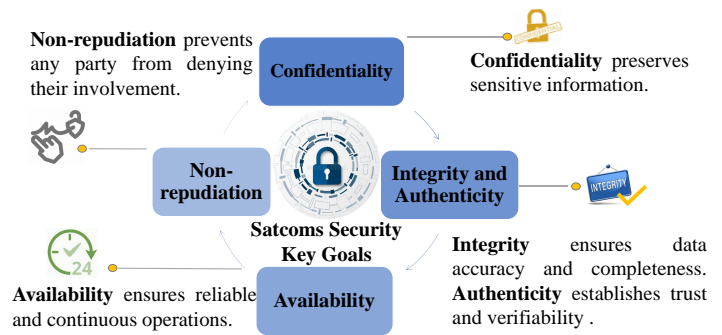 Non-repudiation prevents
any party from denying
their involvement.
Confidentiality
CONFIDENTIAL
Confidentiality preserves
sensitive information.
Non-
repudiation
Integrity and
Authenticity
INTEGRITY
Satcoms Security
Key Goals
24
Availability ensures reliable
and continuous operations.
Availability
Integrity ensures data
accuracy and completeness.
Authenticity establishes trust
and verifiability .